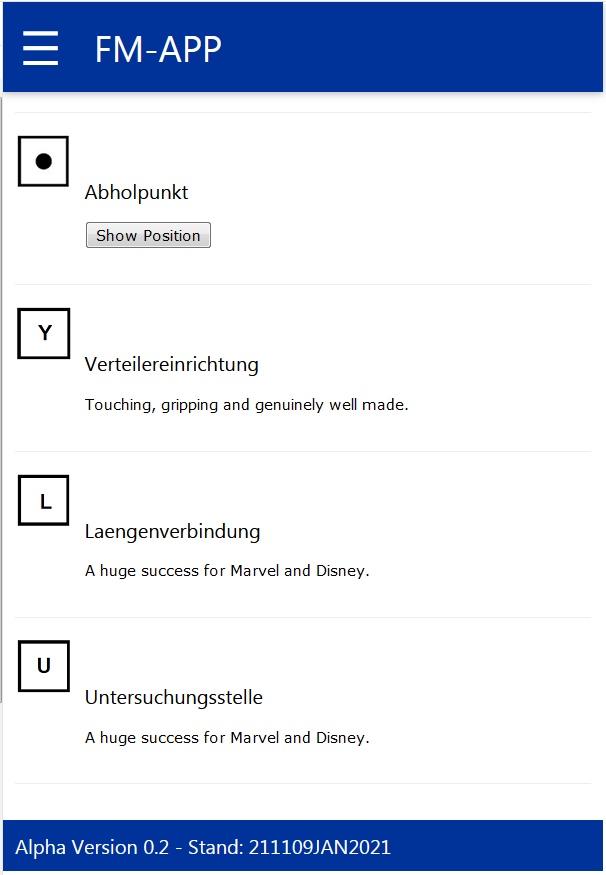 FM-APP
Abholpunkt
Show Position
Y
Verteilereinrichtung
Touching, gripping and genuinely well made.
L
Laengenverbindung
A huge success for Marvel and Disney.
U
Untersuchungsstelle
A huge success for Marvel and Disney.
Alpha Version 0.2 - Stand: 211109JAN2021